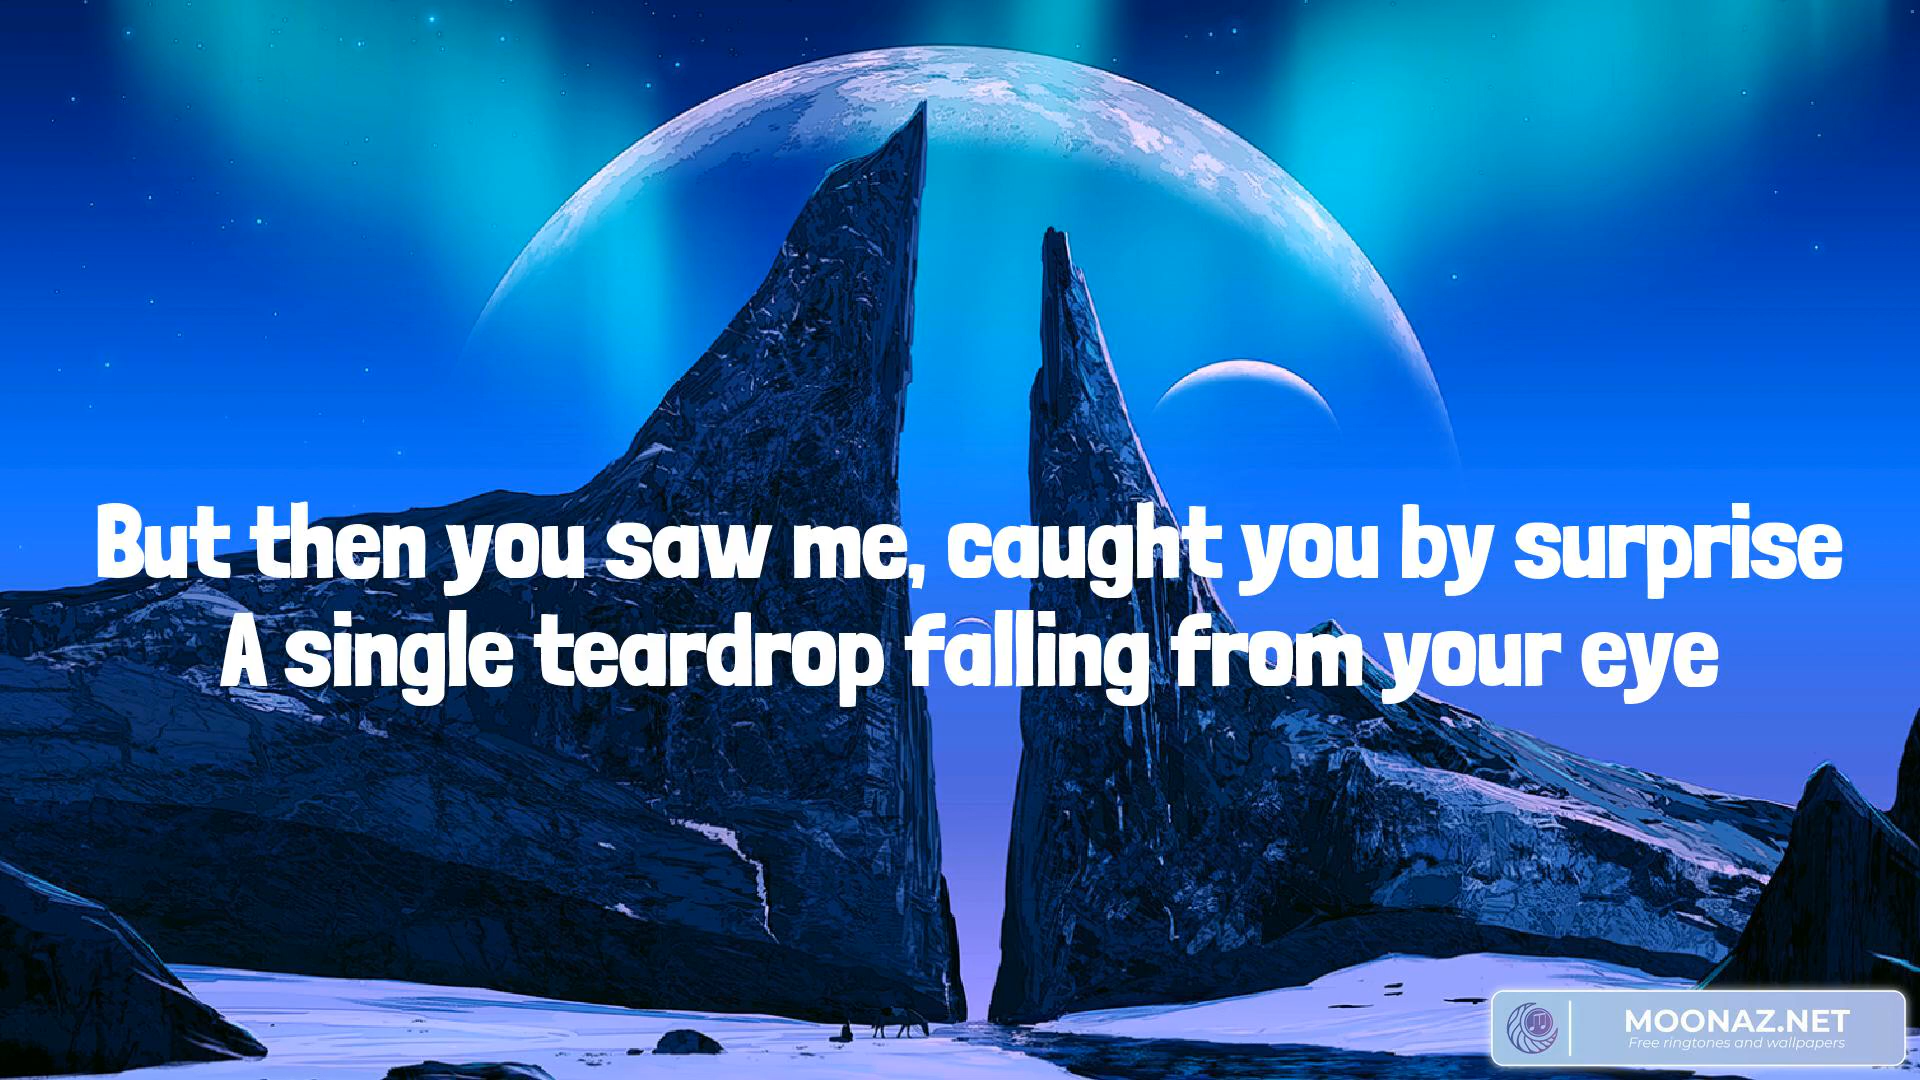 But then you saw me, caught you by surprise
A single teardrop falling from your eye
MOONAZ.NET
Free ringtones and wallpapers